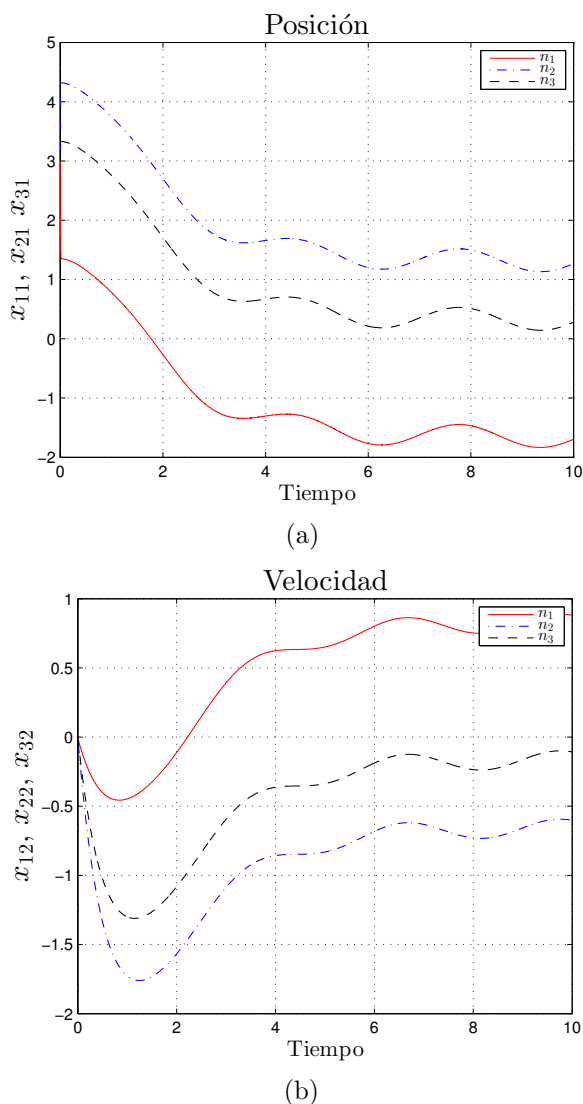 Posición
5
4
3
2
1
0
−1
−2
x₁₁, x₂₁ x₃₁
n₁
n₂
n₃
0 2 4 6 8 10
Tiempo
(a)
Velocidad
1
0.5
0
−0.5
−1
−1.5
−2
x₁₂, x₂₂, x₃₂
n₁
n₂
n₃
0 2 4 6 8 10
Tiempo
(b)